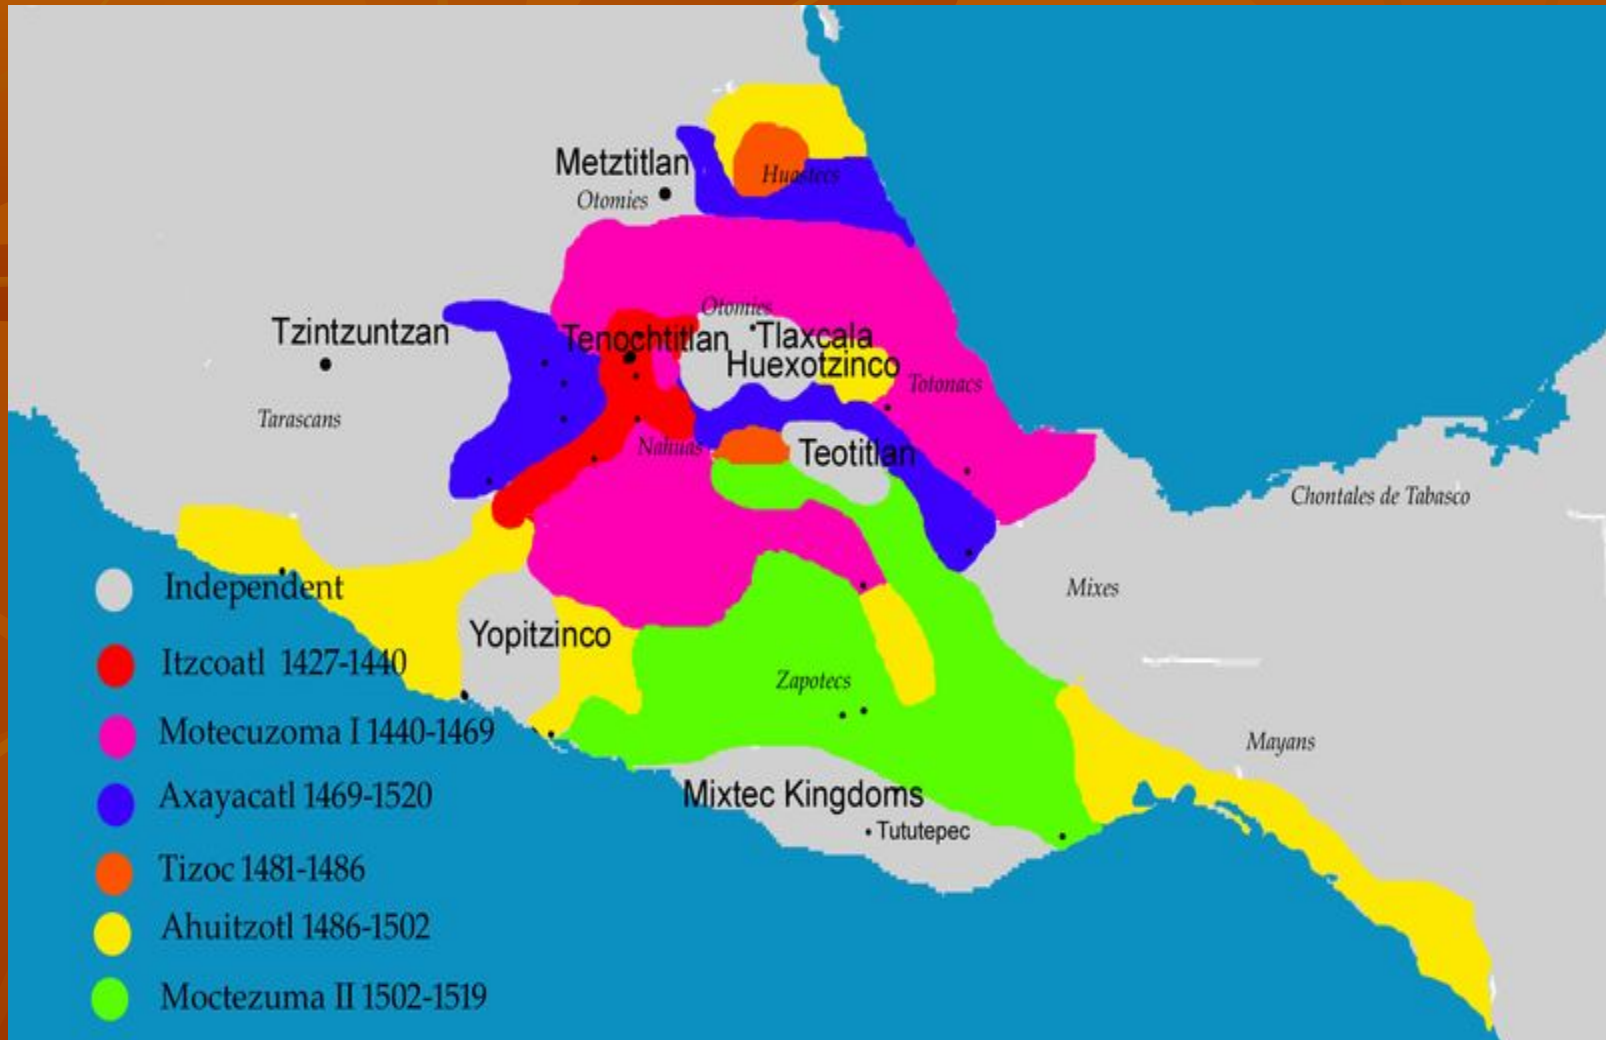 Metztitlan
Otomies
Huastecs
Otomies
Tzintzuntzan
Tenochtitlan
Tlaxcala
Huexotzinco
Totonacs
Tarascans
Nahuas
Teotitlan
Chontales de Tabasco
Mixes
Yopitzinco
Zapotecs
Mayans
Mixtec Kingdoms
Tututepec
Independent
Itzcoatl 1427-1440
Motecuzoma I 1440-1469
Axayacatl 1469-1520
Tizoc 1481-1486
Ahuitzotl 1486-1502
Moctezuma II 1502-1519